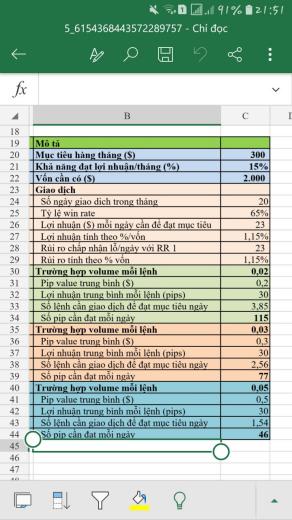 91% 21:51
5_6154368443572289757 - Chỉ đọc
fx
B C
18
19 Mô tá
20 Mục tiêu hàng tháng ($) 300
21 Khả năng đạt lợi nhuận/tháng (%) 15%
22 Vốn cần có ($) 2.000
23 Giao dịch
24 Số ngày giao dich trong tháng 20
25 Tỷ lệ win rate 65%
26 Lợi nhuận ($) mỗi ngày cần để đạt mục tiêu 23
27 Lợi nhuận tính theo %/vốn 1,15%
28 Rủi ro chấp nhận lỗ/ngày với RR 1 23
29 Rủi ro tính theo % vốn 1,15%
30 Trường hợp volume mỗi lệnh 0,02
31 Pip value trung bình ($) 0,2
32 Lợi nhuận trung bình mỗi lệnh (pips) 30
33 Số lệnh cần giao dịch để đạt mục tiêu ngày 3,85
34 Số pip cần đạt mỗi ngày 115
35 Trường hợp volume mỗi lệnh 0,03
36 Pip value trung bình ($) 0,3
37 Lợi nhuận trung bình mỗi lệnh (pips) 30
38 Số lệnh cần giao dịch để đạt mục tiêu ngày 2,56
39 Số pip cần đạt mỗi ngày 77
40 Trường hợp volume mỗi lệnh 0,05
41 Pip value trung bình ($) 0,5
42 Lợi nhuận trung bình mỗi lệnh (pips) 30
43 Số lệnh cần giao dịch để đạt mục tiêu ngày 1,54
44 Số pip cần đạt mỗi ngày 46
45
46
47